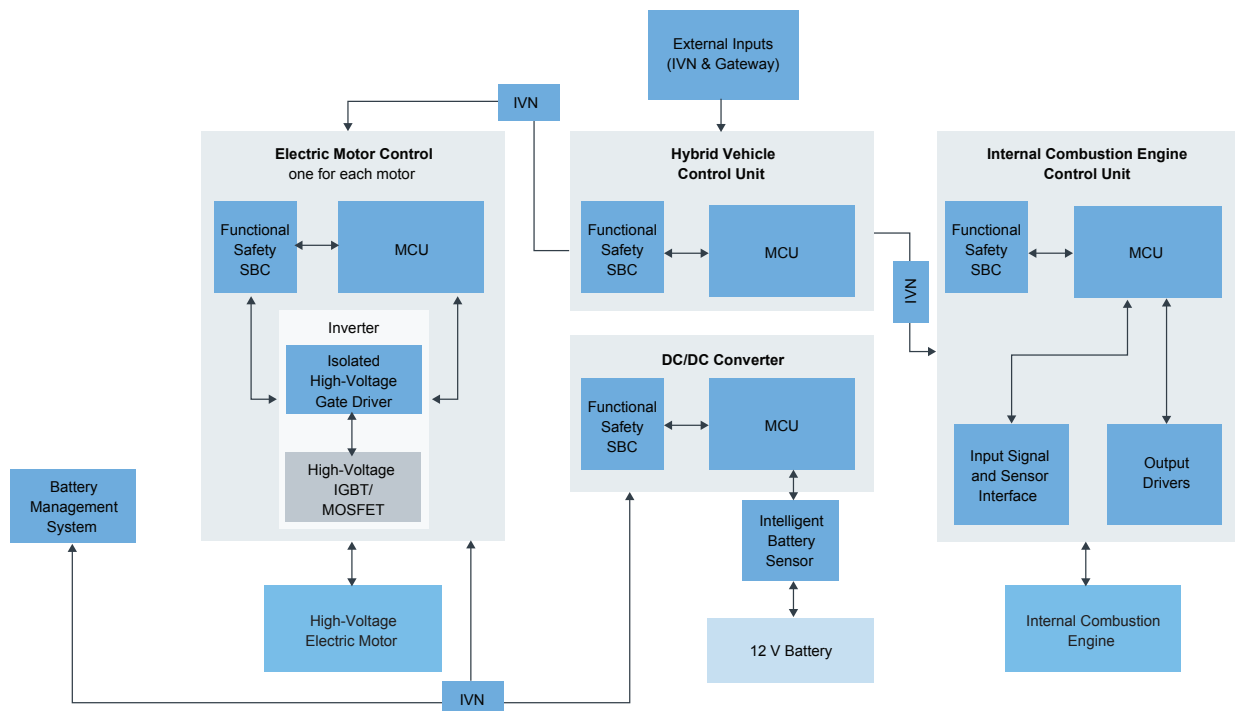 External Inputs
(IVN & Gateway)
IVN
Electric Motor Control
one for each motor
Functional
Safety
SBC
MCU
Inverter
Isolated
High-Voltage
Gate Driver
High-Voltage
IGBT/
MOSFET
Hybrid Vehicle
Control Unit
Functional
Safety
SBC
MCU
IVN
Internal Combustion Engine
Control Unit
Functional
Safety
SBC
MCU
Input Signal
and Sensor
Interface
Output
Drivers
DC/DC Converter
Functional
Safety
SBC
MCU
Battery
Management
System
Intelligent
Battery
Sensor
High-Voltage
Electric Motor
12 V Battery
Internal Combustion
Engine
IVN